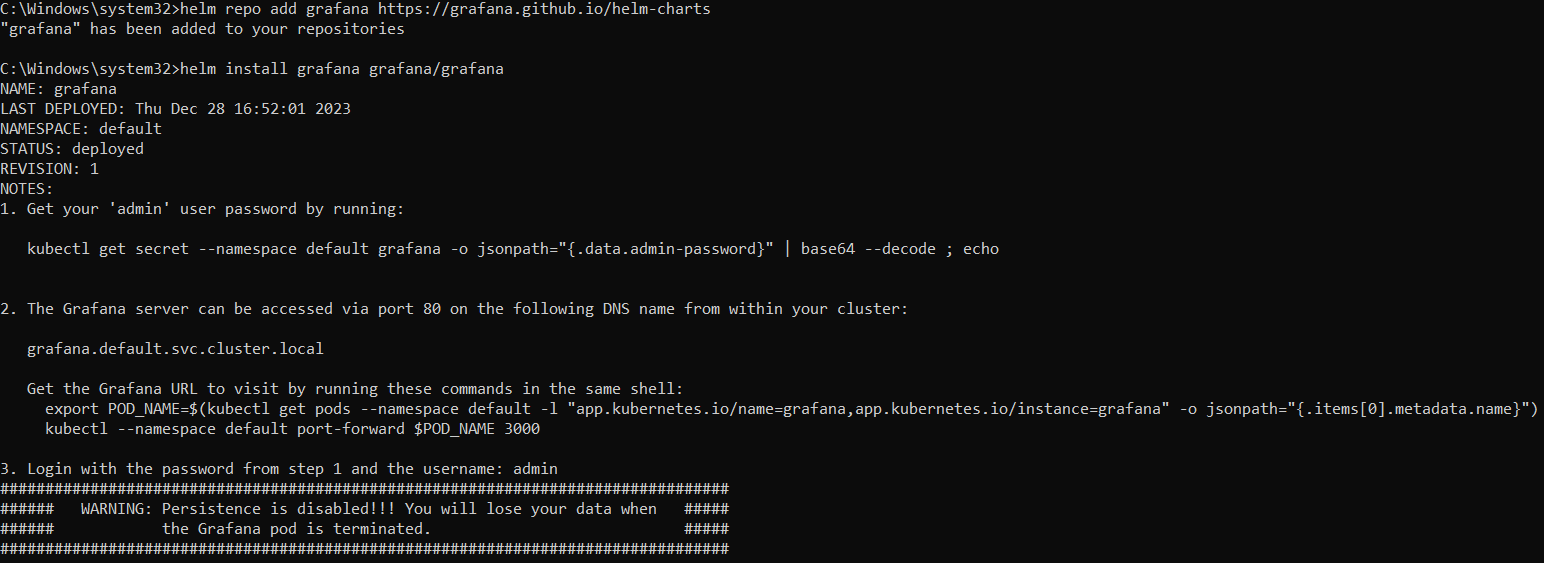 C:\Windows\system32>helm repo add grafana https://grafana.github.io/helm-charts
"grafana" has been added to your repositories
C:\Windows\system32>helm install grafana grafana/grafana
NAME: grafana
LAST DEPLOYED: Thu Dec 28 16:52:01 2023
NAMESPACE: default
STATUS: deployed
REVISION: 1
NOTES:
1. Get your 'admin' user password by running:
kubectl get secret --namespace default grafana -o jsonpath="{.data.admin-password}" | base64 --decode ; echo
2. The Grafana server can be accessed via port 80 on the following DNS name from within your cluster:
grafana.default.svc.cluster.local
Get the Grafana URL to visit by running these commands in the same shell:
export POD_NAME=$(kubectl get pods --namespace default -l "app.kubernetes.io/name=grafana,app.kubernetes.io/instance=grafana" -o jsonpath="{.items[0].metadata.name}")
kubectl --namespace default port-forward $POD_NAME 3000
3. Login with the password from step 1 and the username: admin
#################################################################################
######   WARNING: Persistence is disabled!!! You will lose your data when   #####
######            the Grafana pod is terminated.                            #####
#################################################################################